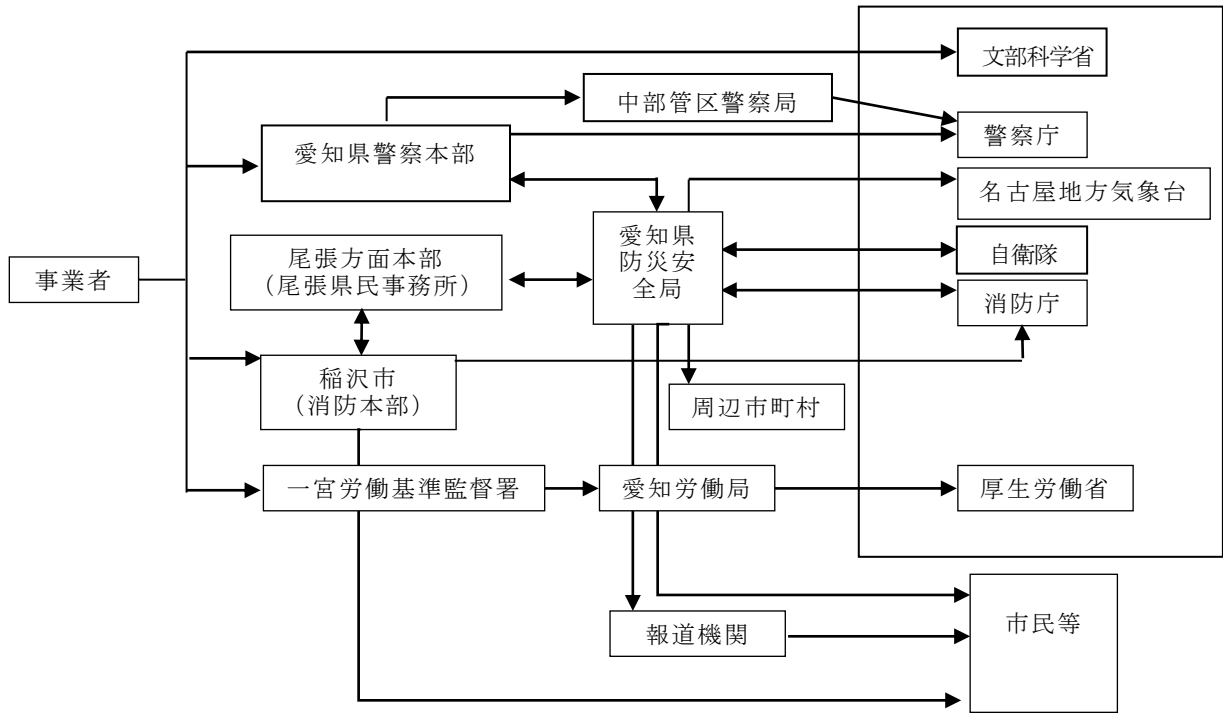 文部科学省
中部管区警察局
愛知県警察本部
警察庁
名古屋地方気象台
愛知県
防災安
全局
尾張方面本部
(尾張県民事務所)
自衛隊
事業者
消防庁
稲沢市
(消防本部)
周辺市町村
一宮労働基準監督署
愛知労働局
厚生労働省
報道機関
市民等